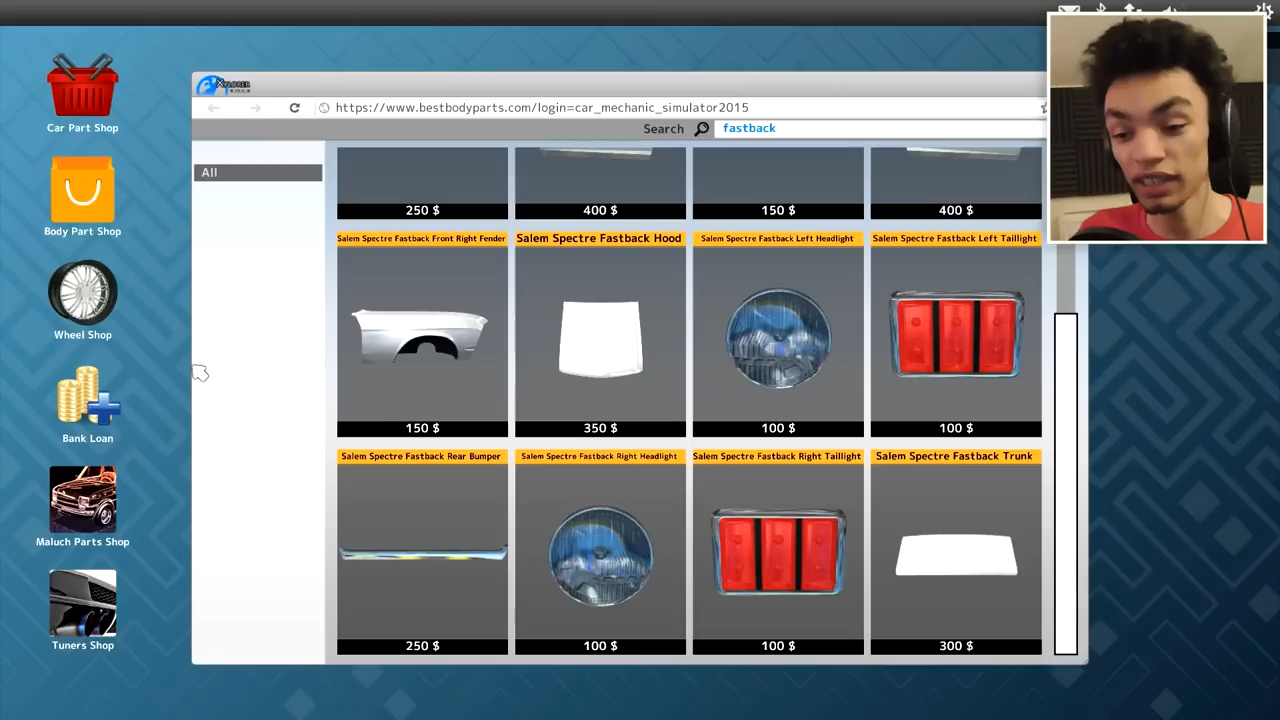 XPLORER
https://www.bestbodyparts.com/login=car_mechanic_simulator2015
Search
fastback
All
Car Part Shop
Body Part Shop
Wheel Shop
Bank Loan
Maluch Parts Shop
Tuners Shop
250 $
400 $
150 $
400 $
Salem Spectre Fastback Front Right Fender
Salem Spectre Fastback Hood
Salem Spectre Fastback Left Headlight
Salem Spectre Fastback Left Taillight
150 $
350 $
100 $
100 $
Salem Spectre Fastback Rear Bumper
Salem Spectre Fastback Right Headlight
Salem Spectre Fastback Right Taillight
Salem Spectre Fastback Trunk
250 $
100 $
100 $
300 $